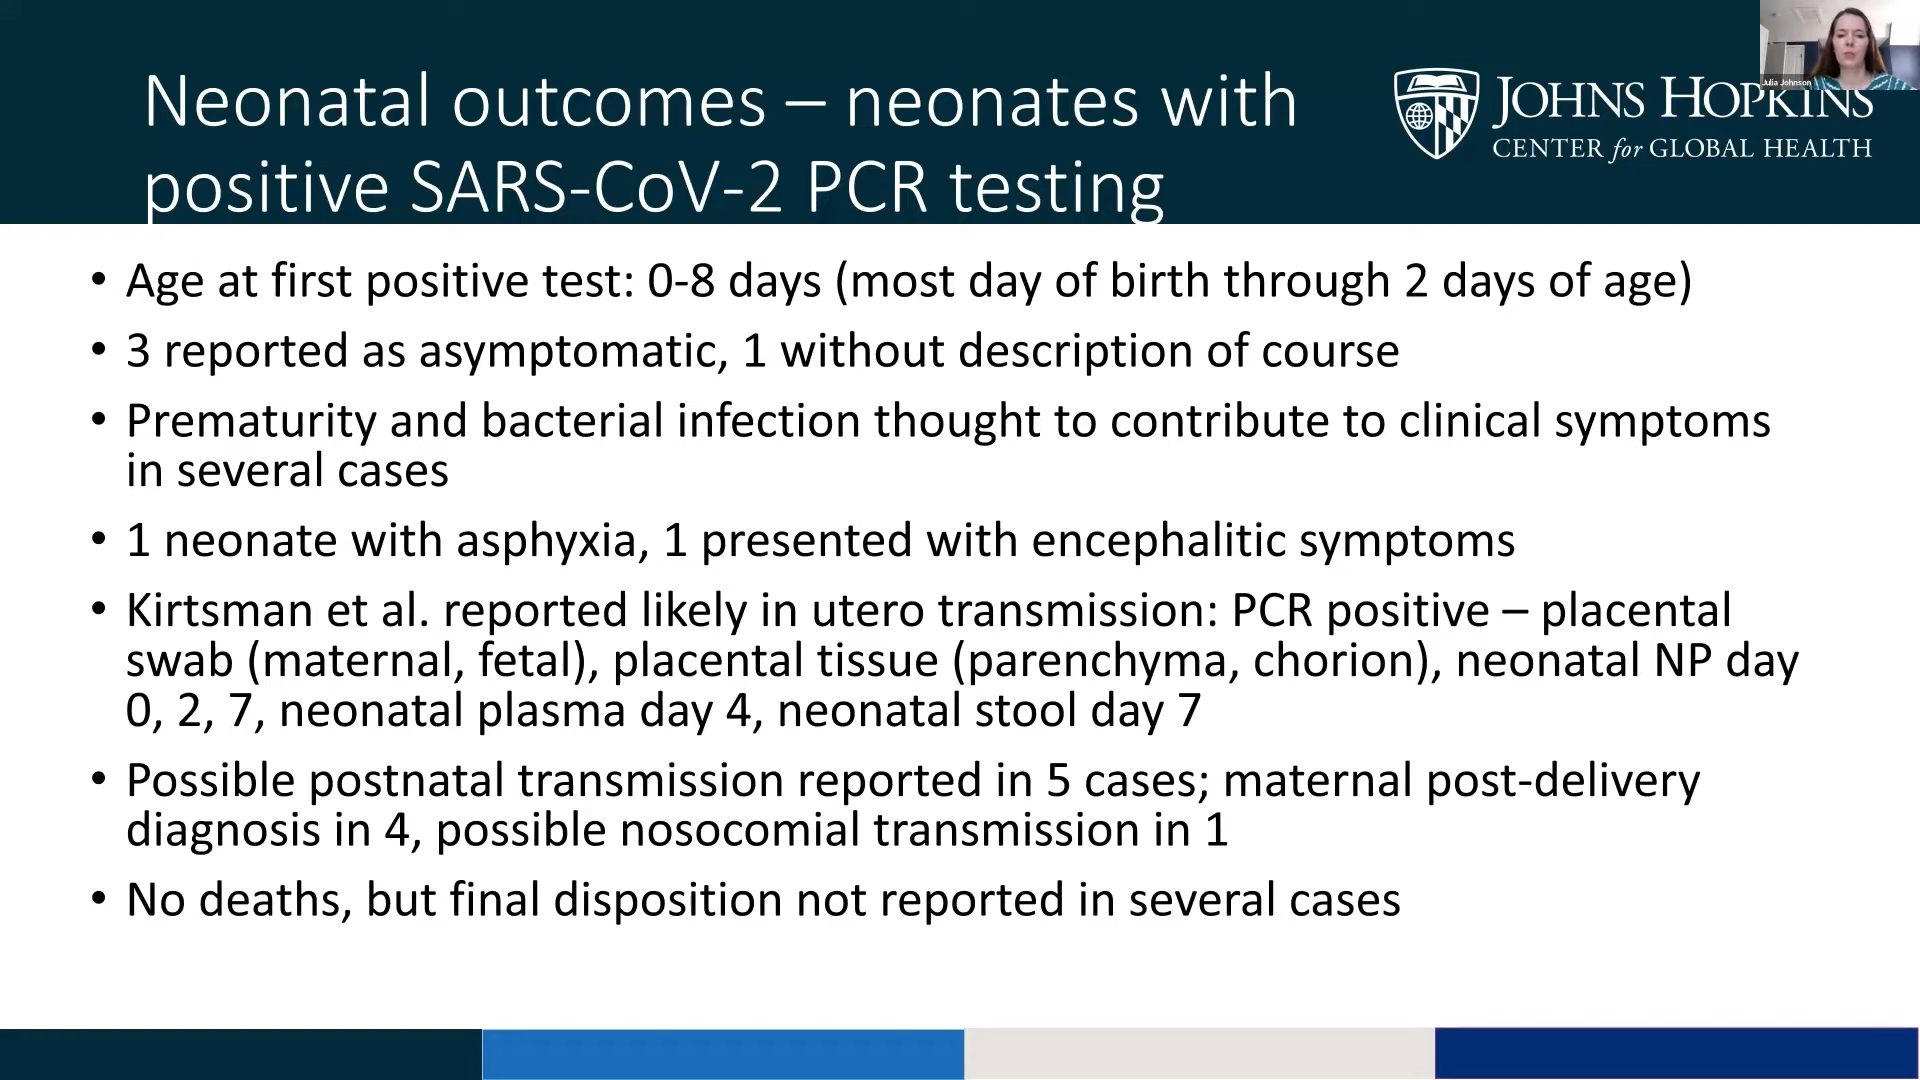 Neonatal outcomes – neonates with
positive SARS-CoV-2 PCR testing
JOHNS HOPKINS
CENTER for GLOBAL HEALTH
Julia Johnson
• Age at first positive test: 0-8 days (most day of birth through 2 days of age)
• 3 reported as asymptomatic, 1 without description of course
• Prematurity and bacterial infection thought to contribute to clinical symptoms
in several cases
• 1 neonate with asphyxia, 1 presented with encephalitic symptoms
• Kirtsman et al. reported likely in utero transmission: PCR positive – placental
swab (maternal, fetal), placental tissue (parenchyma, chorion), neonatal NP day
0, 2, 7, neonatal plasma day 4, neonatal stool day 7
• Possible postnatal transmission reported in 5 cases; maternal post-delivery
diagnosis in 4, possible nosocomial transmission in 1
• No deaths, but final disposition not reported in several cases